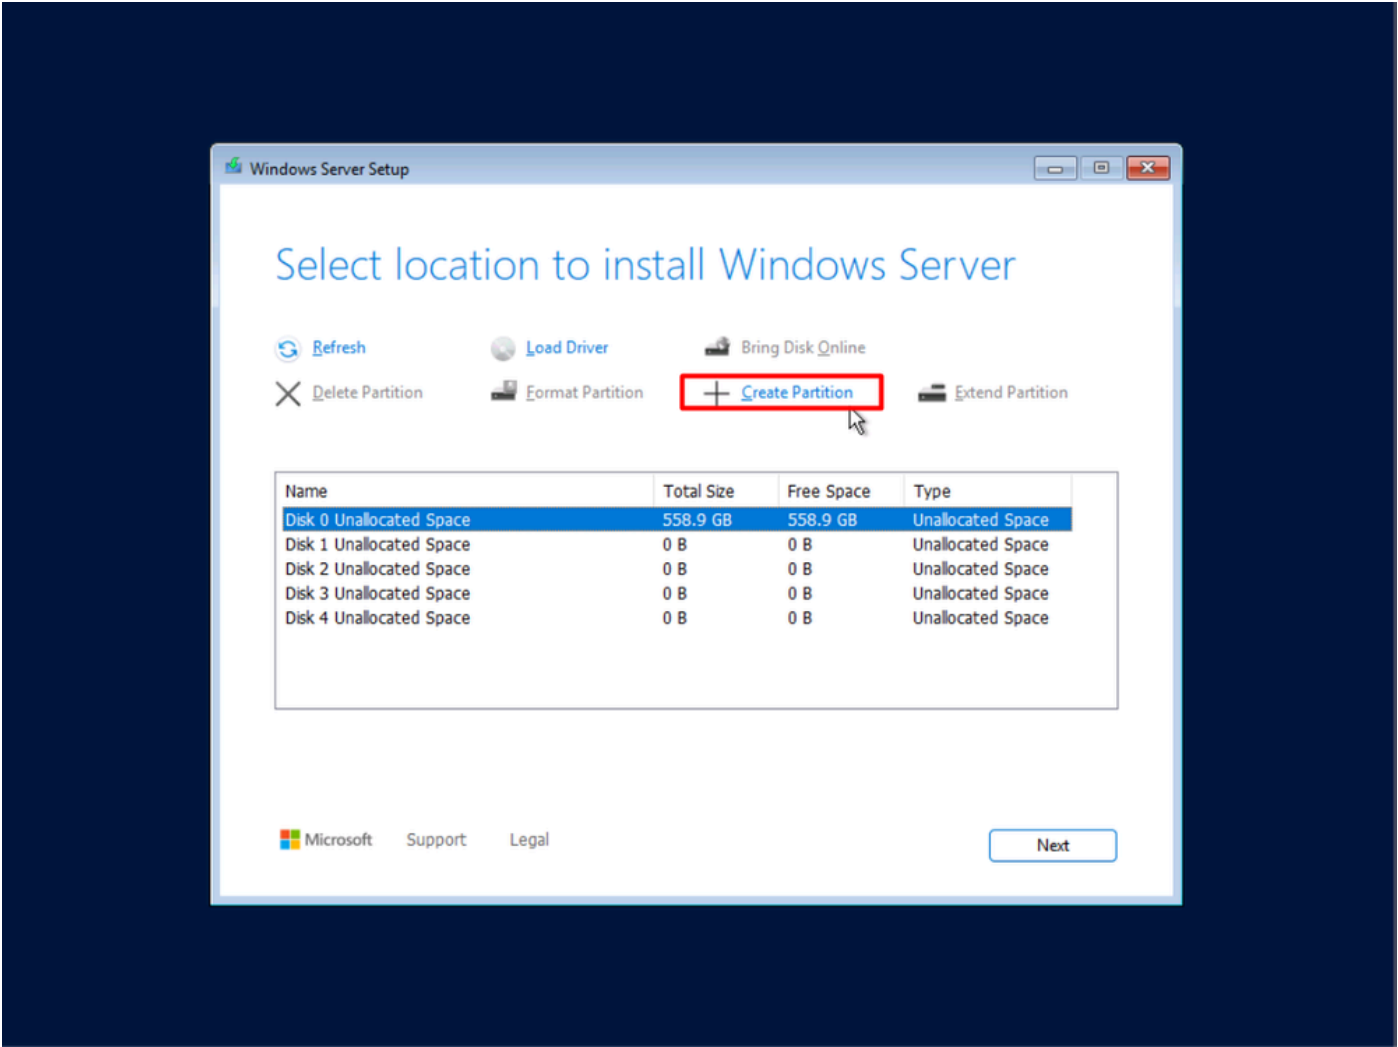 Windows Server Setup
Select location to install Windows Server
Refresh Load Driver Bring Disk Online
Delete Partition Format Partition Create Partition Extend Partition
Name Total Size Free Space Type
Disk 0 Unallocated Space 558.9 GB 558.9 GB Unallocated Space
Disk 1 Unallocated Space 0 B 0 B Unallocated Space
Disk 2 Unallocated Space 0 B 0 B Unallocated Space
Disk 3 Unallocated Space 0 B 0 B Unallocated Space
Disk 4 Unallocated Space 0 B 0 B Unallocated Space
Microsoft Support Legal Next